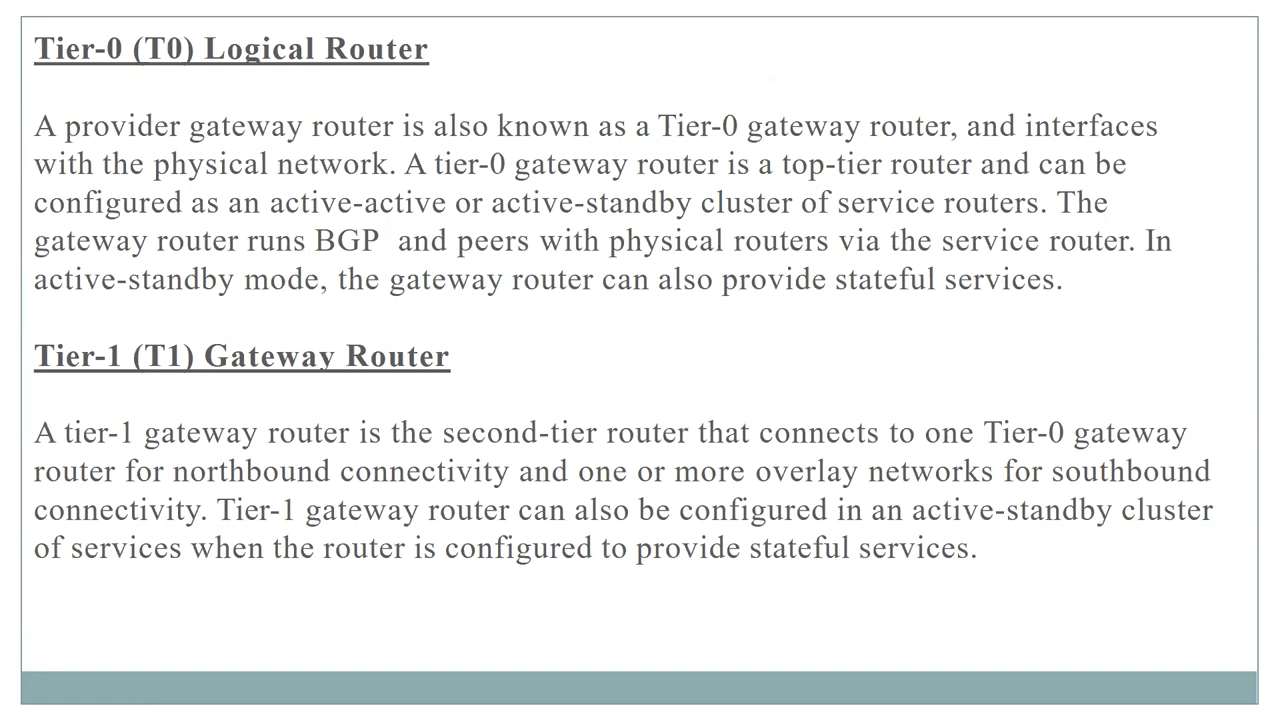 Tier-0 (T0) Logical Router
A provider gateway router is also known as a Tier-0 gateway router, and interfaces
with the physical network. A tier-0 gateway router is a top-tier router and can be
configured as an active-active or active-standby cluster of service routers. The
gateway router runs BGP  and peers with physical routers via the service router. In
active-standby mode, the gateway router can also provide stateful services.
Tier-1 (T1) Gateway Router
A tier-1 gateway router is the second-tier router that connects to one Tier-0 gateway
router for northbound connectivity and one or more overlay networks for southbound
connectivity. Tier-1 gateway router can also be configured in an active-standby cluster
of services when the router is configured to provide stateful services.